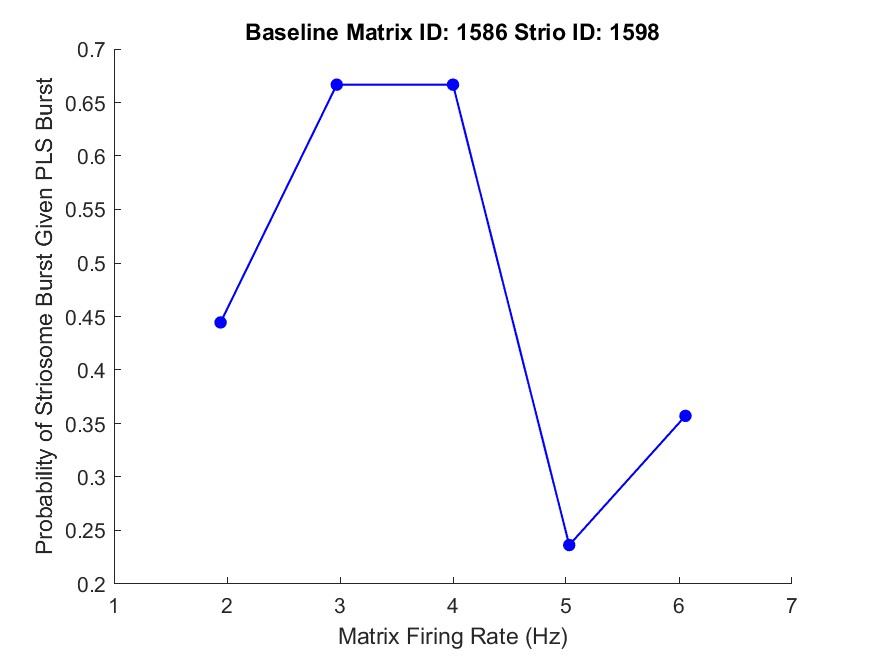 Baseline Matrix ID: 1586 Strio ID: 1598
Probability of Striosome Burst Given PLS Burst
0.7
0.65
0.6
0.55
0.5
0.45
0.4
0.35
0.3
0.25
0.2
1 2 3 4 5 6 7
Matrix Firing Rate (Hz)